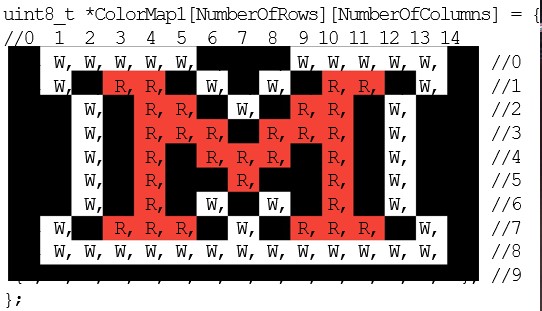 uint8_t *ColorMap1[NumberOfRows][NumberOfColumns] = {
//0 1 2 3 4 5 6 7 8 9 10 11 12 13 14
W, W, W, W, W, W, W, W, W, W, //0
W, R, R, W, W, R, R, W, //1
W, R, R, W, R, R, W, //2
W, R, R, R, R, R, R, W, //3
W, R, R, R, R, R, W, //4
W, R, R, R, W, //5
W, R, W, W, R, W, //6
W, R, R, R, W, R, R, R, W, //7
W, W, W, W, W, W, W, W, W, W, W, W, W, //8
//9
};